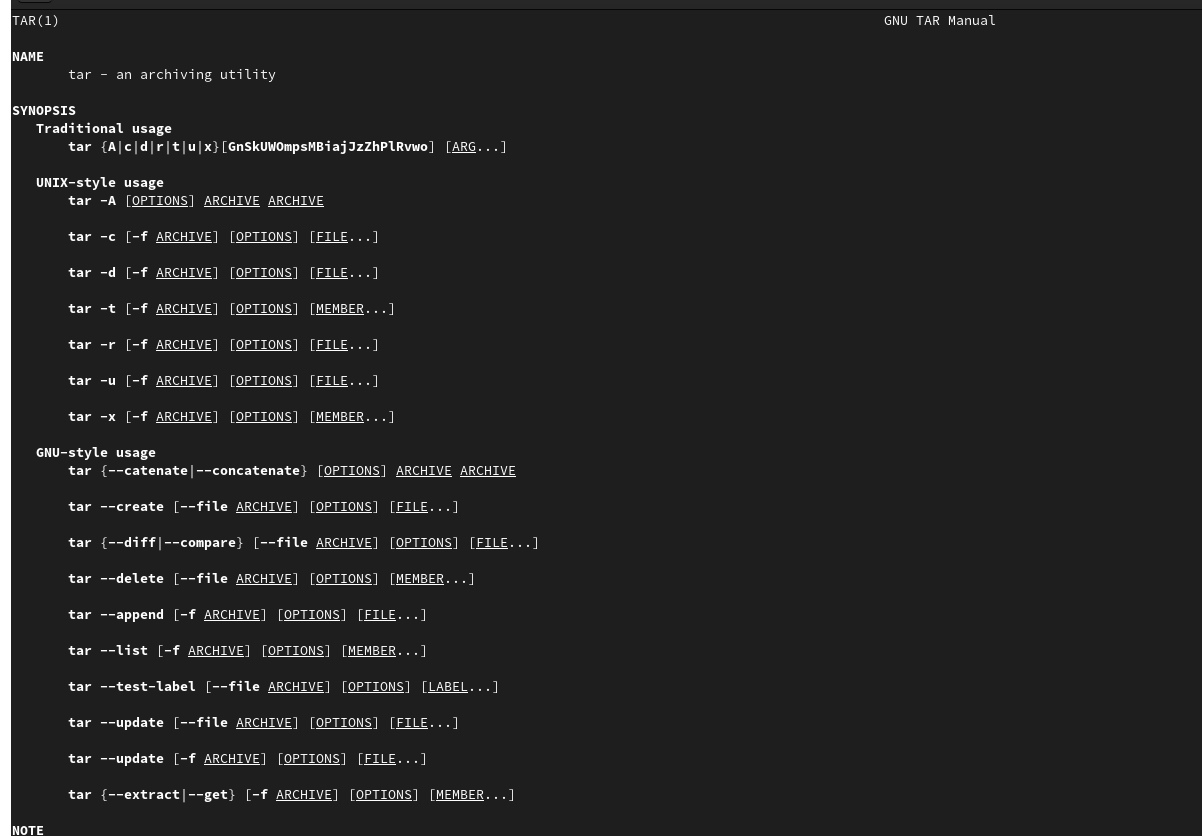 TAR(1) GNU TAR Manual
NAME
tar - an archiving utility
SYNOPSIS
Traditional usage
tar {A|c|d|r|t|u|x}[GnSkUWOmpsMBiajJzZhPlRvwo] [ARG...]
UNIX-style usage
tar -A [OPTIONS] ARCHIVE ARCHIVE
tar -c [-f ARCHIVE] [OPTIONS] [FILE...]
tar -d [-f ARCHIVE] [OPTIONS] [FILE...]
tar -t [-f ARCHIVE] [OPTIONS] [MEMBER...]
tar -r [-f ARCHIVE] [OPTIONS] [FILE...]
tar -u [-f ARCHIVE] [OPTIONS] [FILE...]
tar -x [-f ARCHIVE] [OPTIONS] [MEMBER...]
GNU-style usage
tar {--catenate|--concatenate} [OPTIONS] ARCHIVE ARCHIVE
tar --create [--file ARCHIVE] [OPTIONS] [FILE...]
tar {--diff|--compare} [--file ARCHIVE] [OPTIONS] [FILE...]
tar --delete [--file ARCHIVE] [OPTIONS] [MEMBER...]
tar --append [-f ARCHIVE] [OPTIONS] [FILE...]
tar --list [-f ARCHIVE] [OPTIONS] [MEMBER...]
tar --test-label [--file ARCHIVE] [OPTIONS] [LABEL...]
tar --update [--file ARCHIVE] [OPTIONS] [FILE...]
tar --update [-f ARCHIVE] [OPTIONS] [FILE...]
tar {--extract|--get} [-f ARCHIVE] [OPTIONS] [MEMBER...]
NOTE